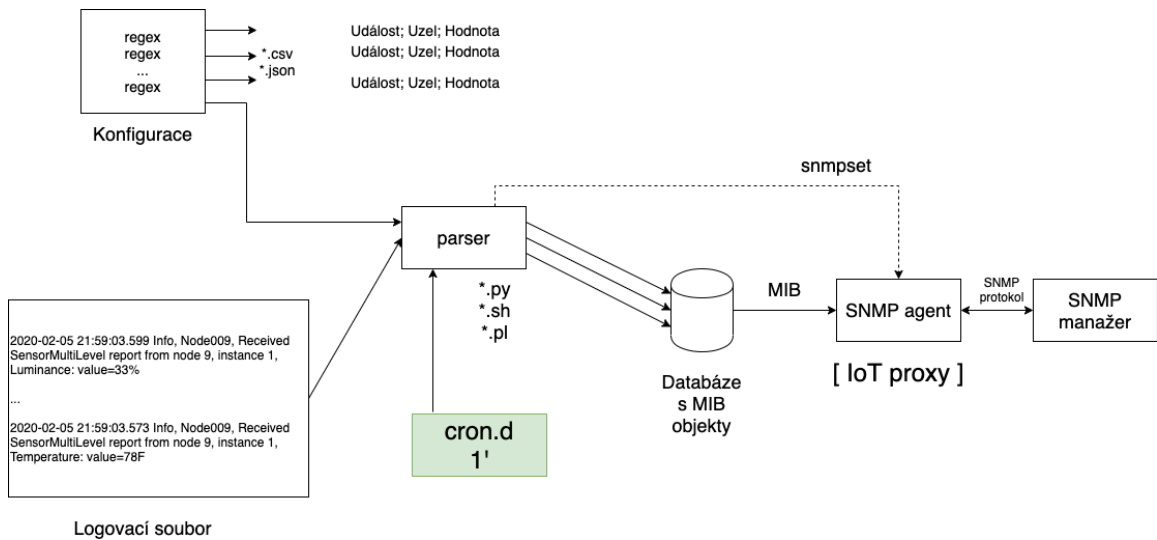 regex
regex
...
regex
Konfigurace
*.csv
*.json
Událost; Uzel; Hodnota
Událost; Uzel; Hodnota
Událost; Uzel; Hodnota
snmpset
parser
*.py
*.sh
*.pl
MIB
SNMP agent
SNMP
protokol
SNMP
manažer
[ IoT proxy ]
Databáze
s MIB
objekty
2020-02-05 21:59:03.599 Info, Node009, Received
SensorMultiLevel report from node 9, instance 1,
Luminance: value=33%
...
2020-02-05 21:59:03.573 Info, Node009, Received
SensorMultiLevel report from node 9, instance 1,
Temperature: value=78F
Logovací soubor
cron.d
1'